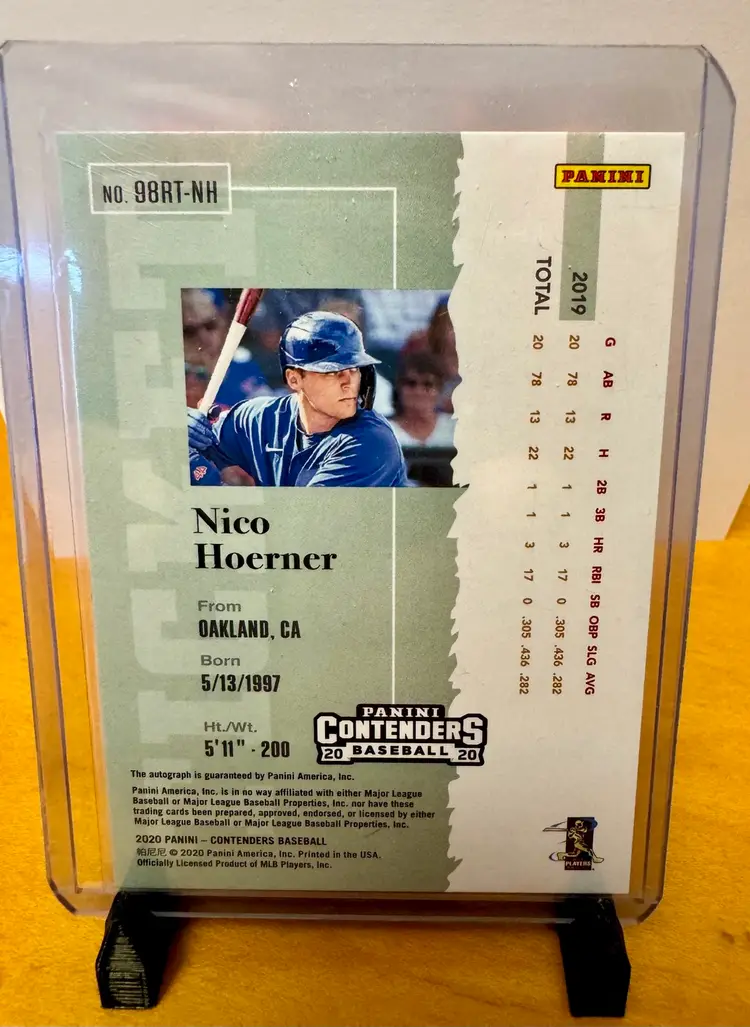 NO. 98RT-NH
PANINI
TICKET
G AB R H 2B 3B HR RBI SB OBP SLG AVG
2019 20 78 13 22 1 1 3 17 0 .305 .436 .282
TOTAL 20 78 13 22 1 1 3 17 0 .305 .436 .282
Nico
Hoerner
From
OAKLAND, CA
Born
5/13/1997
Ht./Wt.
5'11" - 200
PANINI
CONTENDERS
20 BASEBALL 20
The autograph is guaranteed by Panini America, Inc.
Panini America, Inc. is in no way affiliated with either Major League
Baseball or Major League Baseball Properties, Inc. nor have these
trading cards been prepared, approved, endorsed, or licensed by either
Major League Baseball or Major League Baseball Properties, Inc.
2020 PANINI – CONTENDERS BASEBALL
帕尼尼 © 2020 Panini America, Inc. Printed in the USA.
Officially Licensed Product of MLB Players, Inc.
PLAYERS